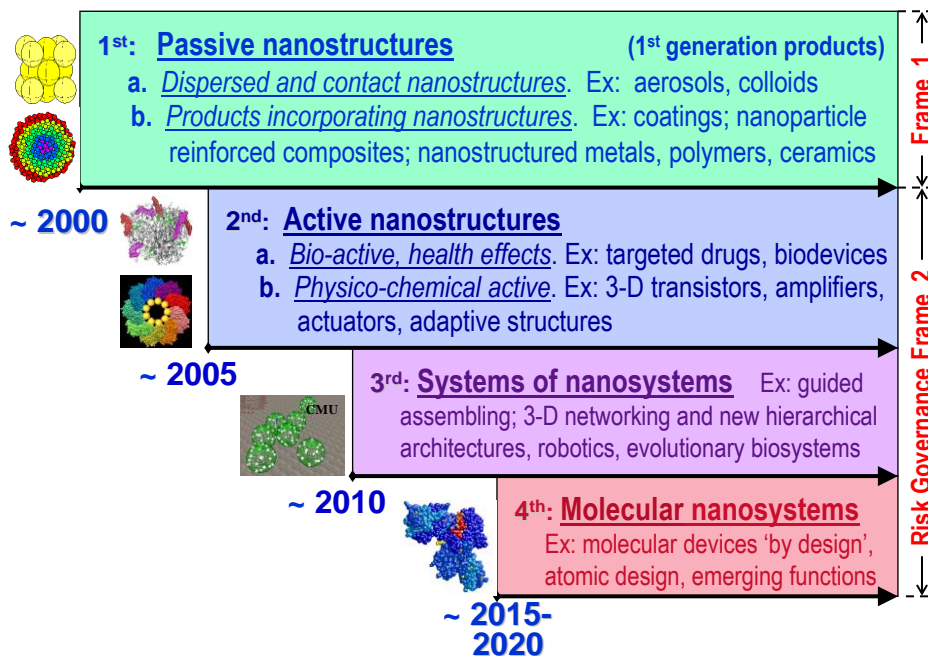 1st: Passive nanostructures (1st generation products)
a. Dispersed and contact nanostructures. Ex: aerosols, colloids
b. Products incorporating nanostructures. Ex: coatings; nanoparticle
reinforced composites; nanostructured metals, polymers, ceramics
Frame 1
~ 2000
2nd: Active nanostructures
a. Bio-active, health effects. Ex: targeted drugs, biodevices
b. Physico-chemical active. Ex: 3-D transistors, amplifiers,
actuators, adaptive structures
~ 2005
CMU
3rd: Systems of nanosystems Ex: guided
assembling; 3-D networking and new hierarchical
architectures, robotics, evolutionary biosystems
~ 2010
4th: Molecular nanosystems
Ex: molecular devices ‘by design’,
atomic design, emerging functions
~ 2015-
2020
Risk Governance Frame 2